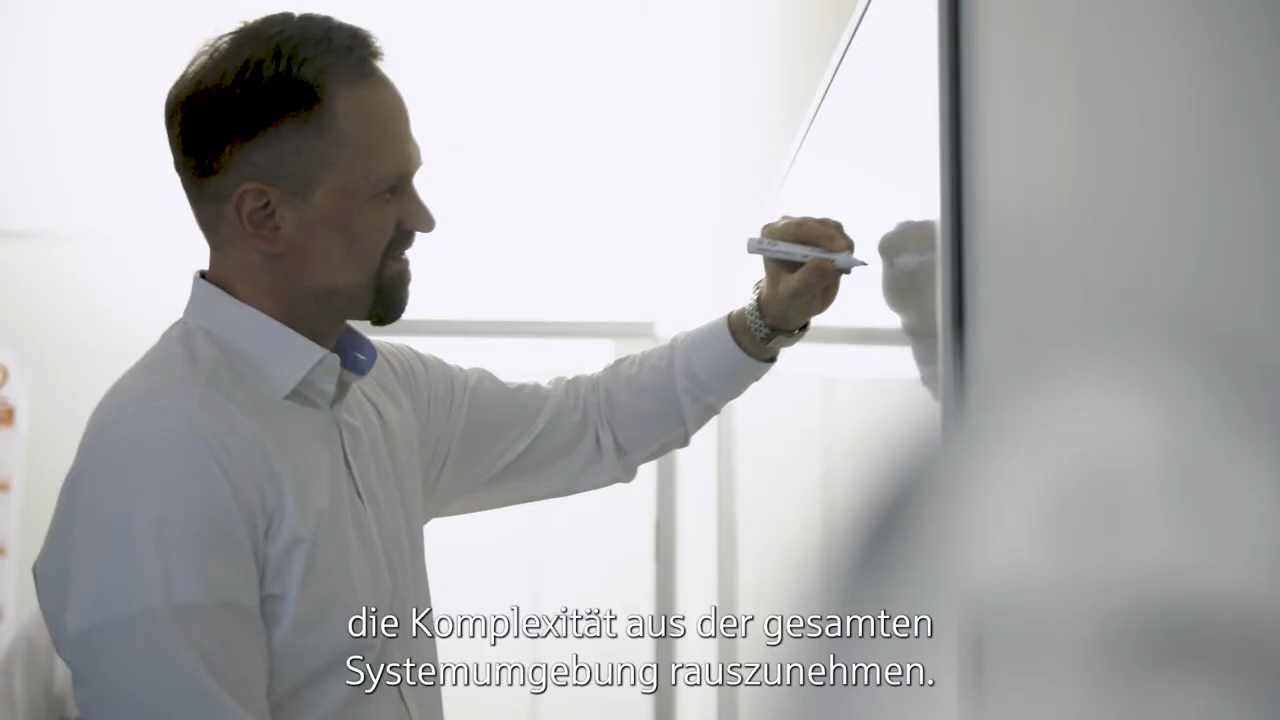 die Komplexität aus der gesamten
Systemumgebung rauszunehmen.